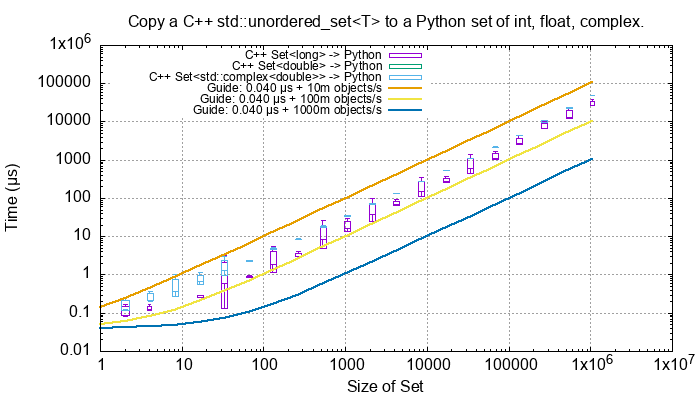 Copy a C++ std::unordered_set<T> to a Python set of int, float, complex.
1x10⁶
100000
10000
1000
100
10
1
0.1
0.01
Time (μs)
C++ Set<long> -> Python
C++ Set<double> -> Python
C++ Set<std::complex<double>> -> Python
Guide: 0.040 μs + 10m objects/s
Guide: 0.040 μs + 100m objects/s
Guide: 0.040 μs + 1000m objects/s
1 10 100 1000 10000 100000 1x10⁶ 1x10⁷
Size of Set